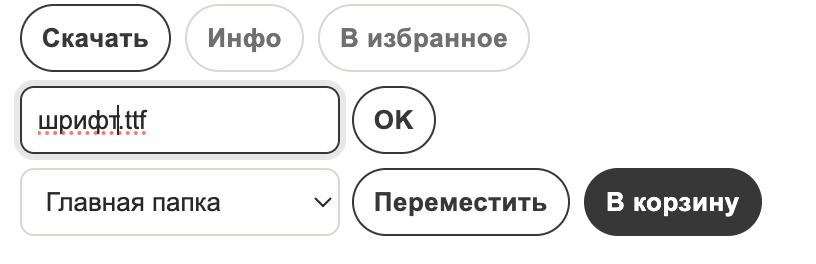 Скачать Инфо В избранное
шрифт.ttf OK
Главная папка Переместить В корзину